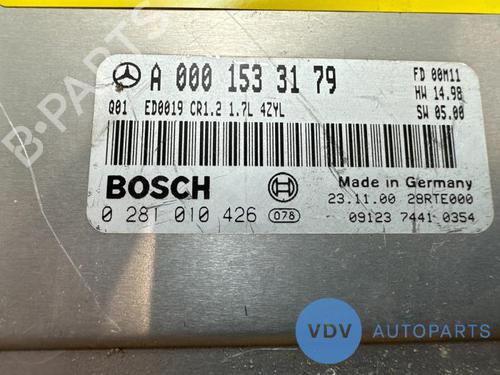 A 000 153 31 79
FD 00M11
HW 14.98
Q01 ED0019 CR1.2 1.7L 4ZYL
SW 05.00
BOSCH
Made in Germany
0 281 010 426 078
23.11.00 28RTE000
09123 7441 0354
B-PARTS
VDV AUTOPARTS